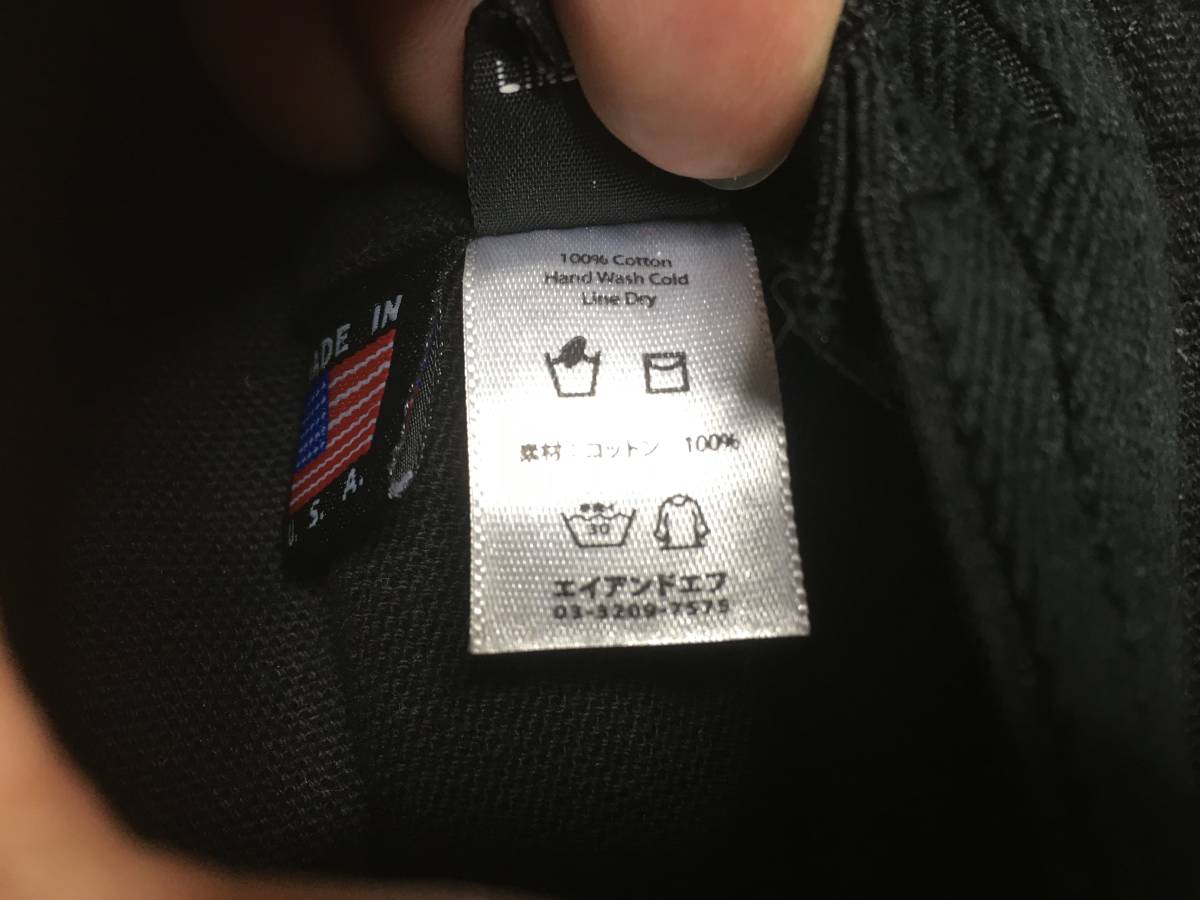 MADE IN
U. S. A.
100% Cotton
Hand Wash Cold
Line Dry
素材：コットン 100%
30
エイアンドエフ
03-3209-7575